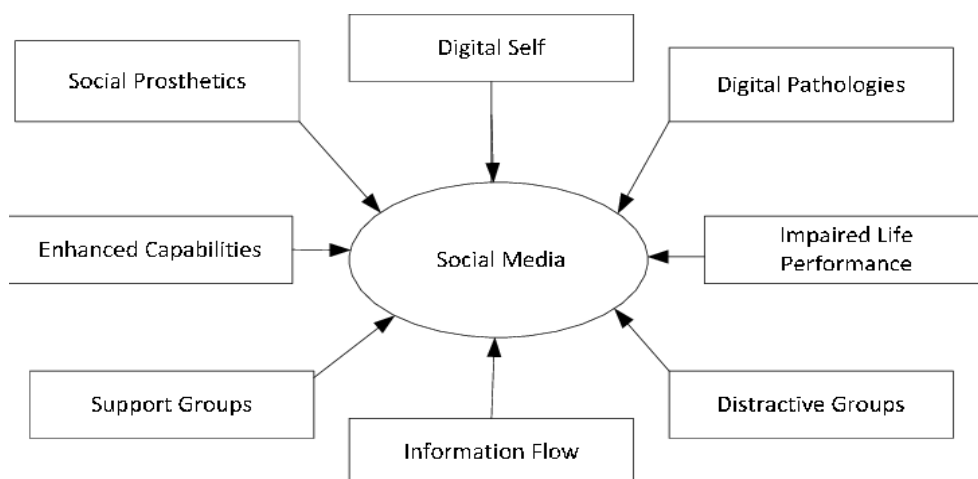 Digital Self
Social Prosthetics
Digital Pathologies
Enhanced Capabilities
Social Media
Impaired Life
Performance
Support Groups
Distractive Groups
Information Flow